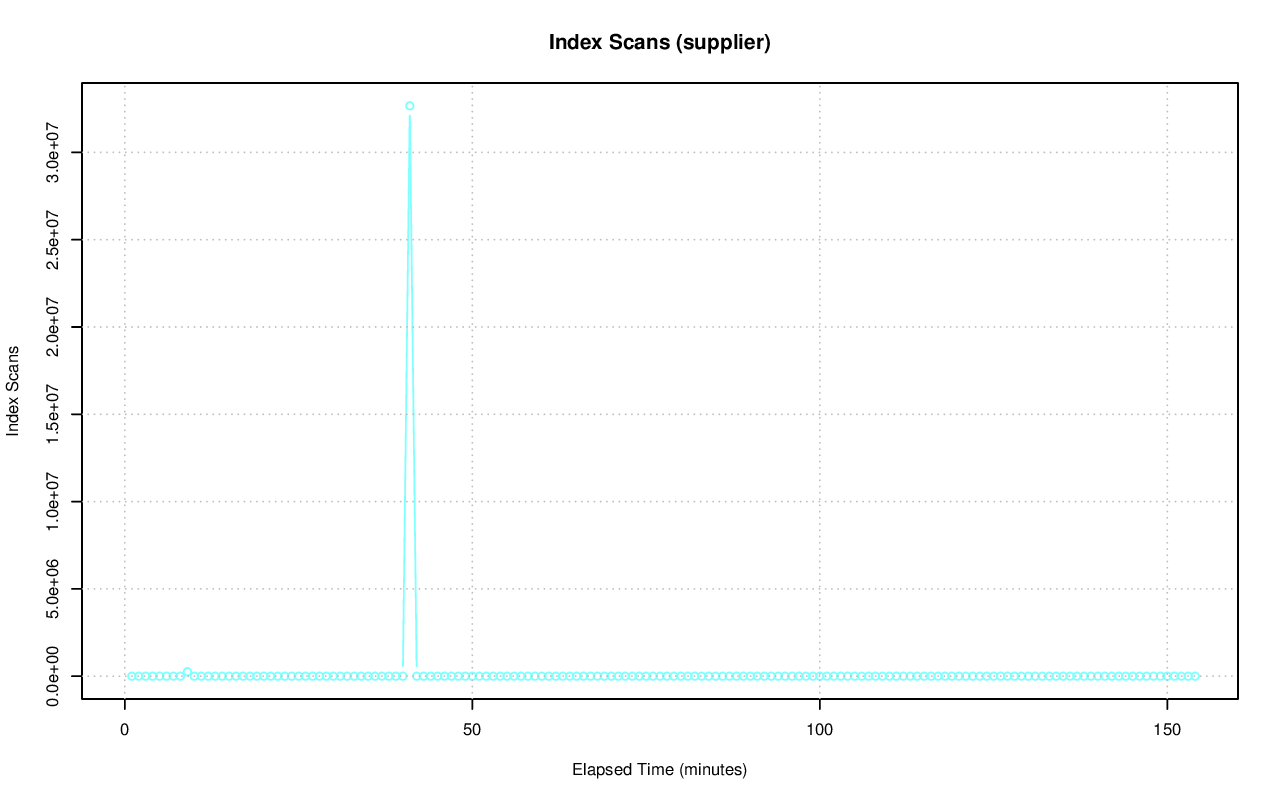 Index Scans (supplier)
Index Scans
3.0e+07
2.5e+07
2.0e+07
1.5e+07
1.0e+07
5.0e+06
0.0e+00
0 50 100 150
Elapsed Time (minutes)